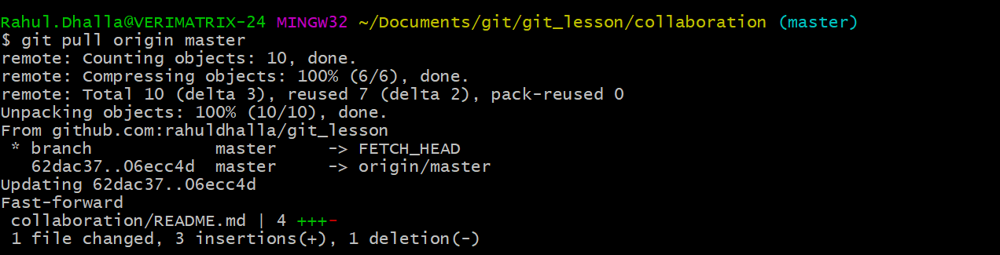 Rahul.Dhalla@VERIMATRIX-24 MINGW32 ~/Documents/git/git_lesson/collaboration (master)
$ git pull origin master
remote: Counting objects: 10, done.
remote: Compressing objects: 100% (6/6), done.
remote: Total 10 (delta 3), reused 7 (delta 2), pack-reused 0
Unpacking objects: 100% (10/10), done.
From github.com:rahuldhalla/git_lesson
 * branch            master     -> FETCH_HEAD
   62dac37..06ecc4d  master     -> origin/master
Updating 62dac37..06ecc4d
Fast-forward
 collaboration/README.md | 4 +++-
 1 file changed, 3 insertions(+), 1 deletion(-)